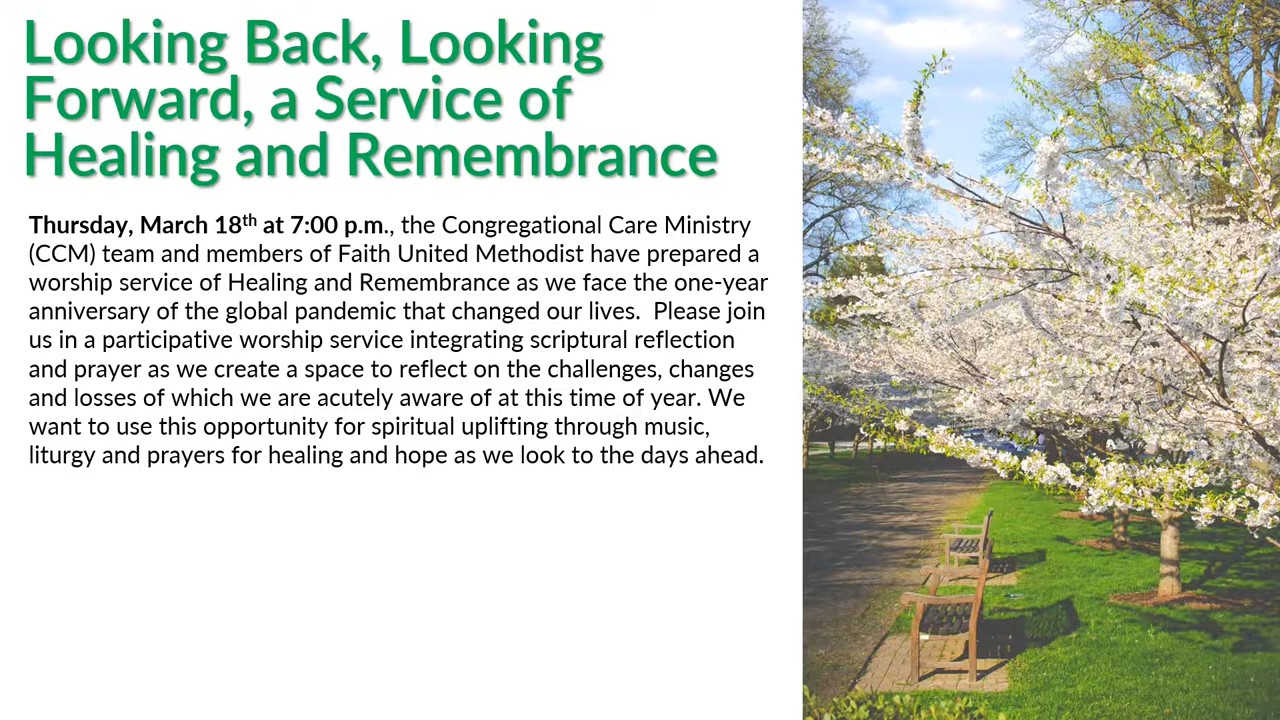 Looking Back, Looking
Forward, a Service of
Healing and Remembrance
Thursday, March 18th at 7:00 p.m., the Congregational Care Ministry
(CCM) team and members of Faith United Methodist have prepared a
worship service of Healing and Remembrance as we face the one-year
anniversary of the global pandemic that changed our lives.  Please join
us in a participative worship service integrating scriptural reflection
and prayer as we create a space to reflect on the challenges, changes
and losses of which we are acutely aware of at this time of year. We
want to use this opportunity for spiritual uplifting through music,
liturgy and prayers for healing and hope as we look to the days ahead.